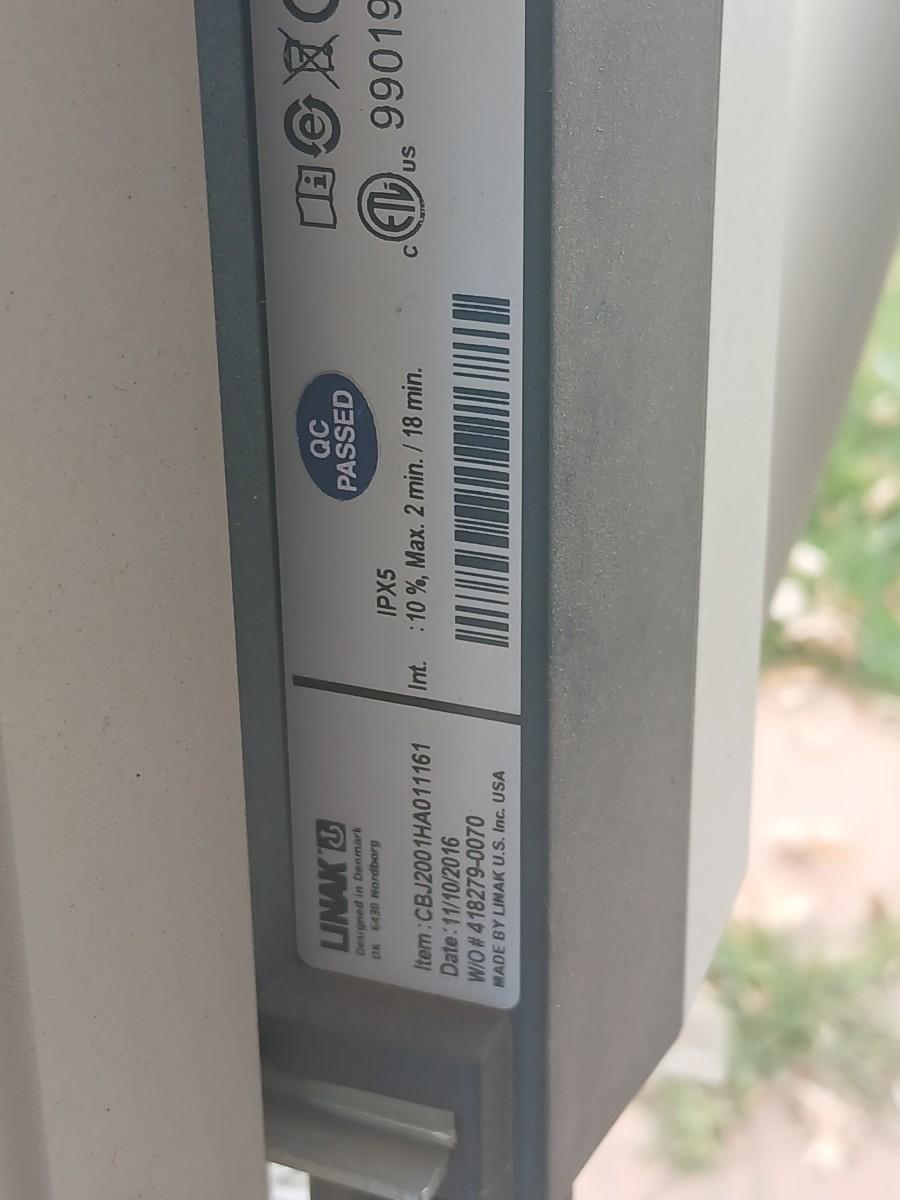 LINAK
Designed in Denmark
DK 6430 Nordborg
Item : CBJ2001HA011161
Date : 11/10/2016
W/O # 418279-0070
MADE BY LINAK U.S. Inc. USA
IPX5
Int. : 10 %, Max. 2 min. / 18 min.
QC
PASSED
C ETL US
99019